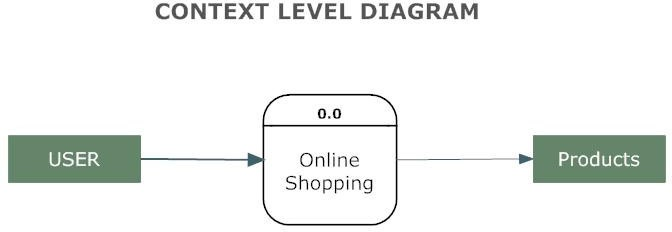 CONTEXT LEVEL DIAGRAM
0.0
USER
Online
Shopping
Products